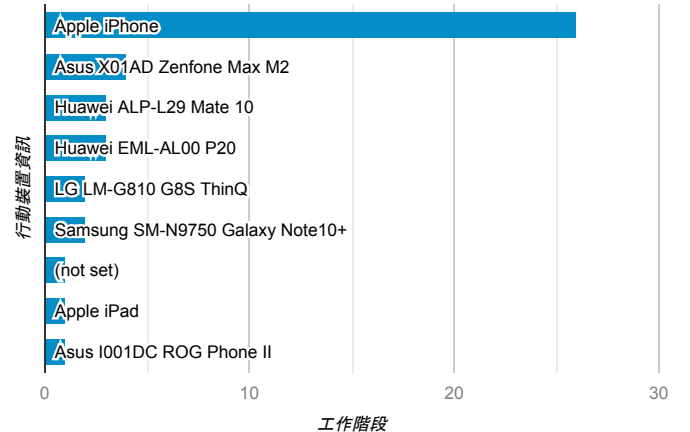 Apple iPhone
Asus X01AD Zenfone Max M2
Huawei ALP-L29 Mate 10
Huawei EML-AL00 P20
LG LM-G810 G8S ThinQ
Samsung SM-N9750 Galaxy Note10+
(not set)
Apple iPad
Asus I001DC ROG Phone II
行動裝置資訊
0 10 20 30
工作階段